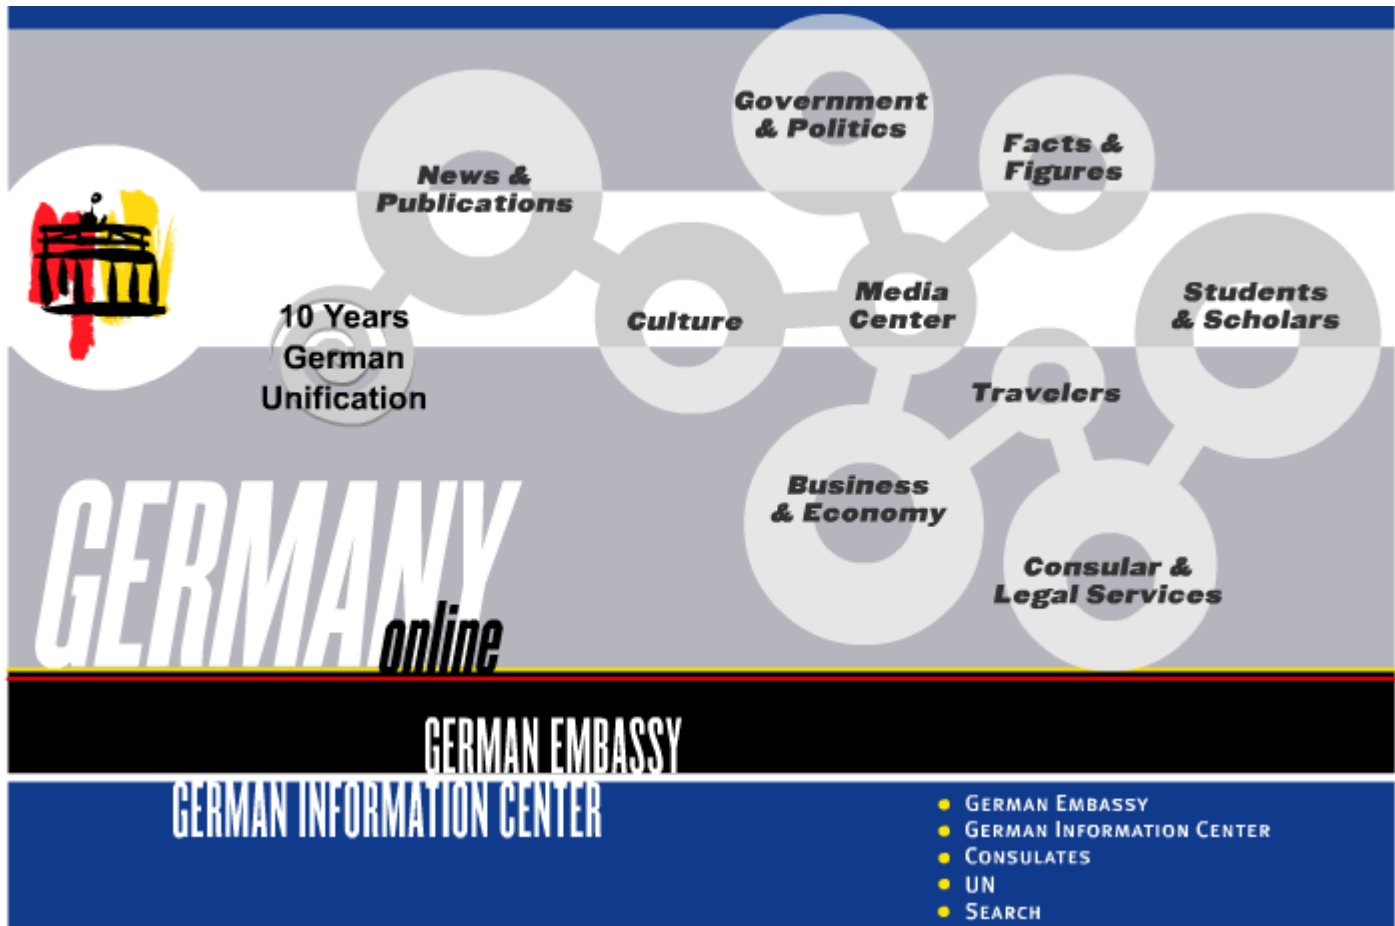 Government
& Politics
Facts &
Figures
News &
Publications
Students
& Scholars
Media
Center
Culture
10 Years
German
Unification
Travelers
Business
& Economy
Consular &
Legal Services
GERMANY
online
GERMAN EMBASSY
GERMAN INFORMATION CENTER
GERMAN EMBASSY
GERMAN INFORMATION CENTER
CONSULATES
UN
SEARCH